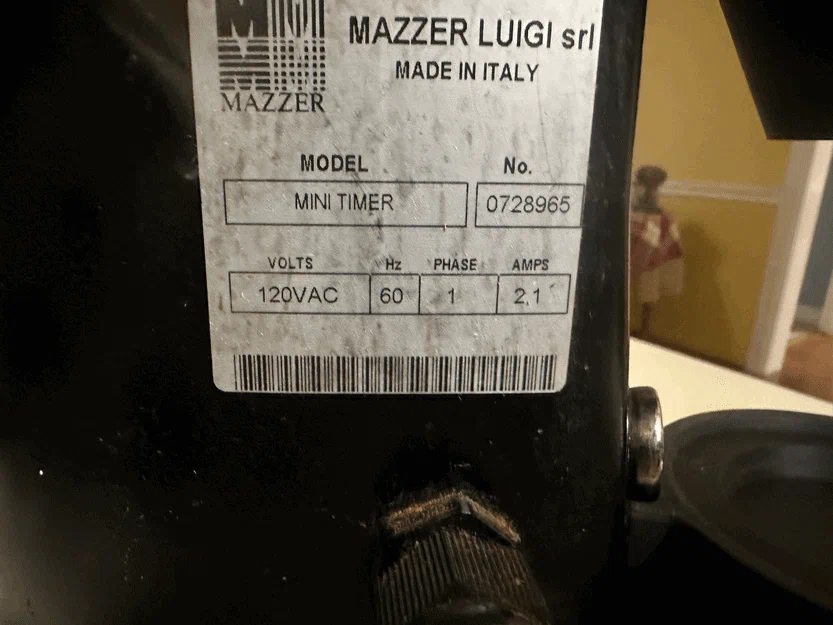 MAZZER LUIGI srl
MADE IN ITALY
MAZZER
MODEL No.
MINI TIMER 0728965
VOLTS Hz PHASE AMPS
120VAC 60 1 2,1